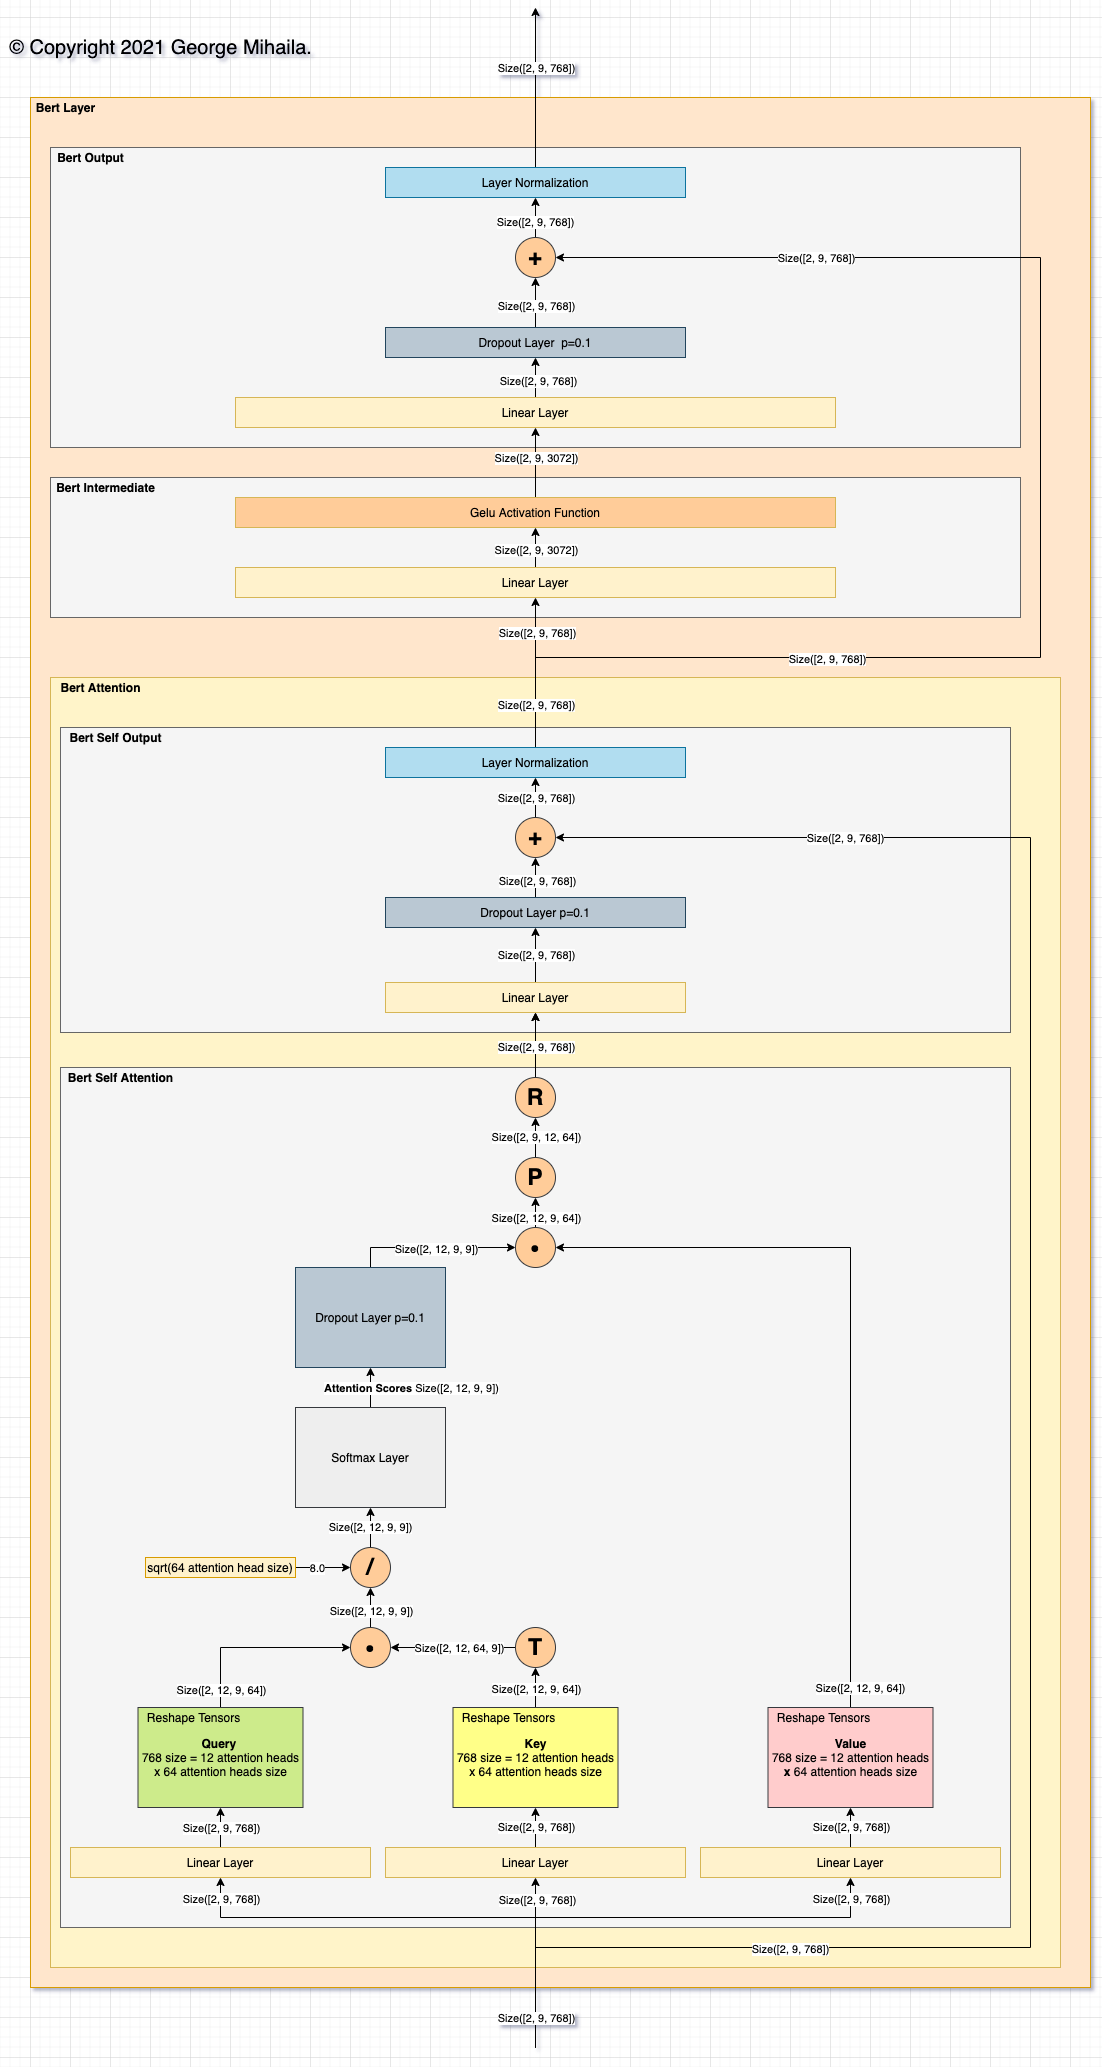 © Copyright 2021 George Mihaila.
Size([2, 9, 768])
Bert Layer
Bert Output
Layer Normalization
Size([2, 9, 768])
+
Size([2, 9, 768])
Size([2, 9, 768])
Dropout Layer  p=0.1
Size([2, 9, 768])
Linear Layer
Size([2, 9, 3072])
Bert Intermediate
Gelu Activation Function
Size([2, 9, 3072])
Linear Layer
Size([2, 9, 768])
Size([2, 9, 768])
Bert Attention
Size([2, 9, 768])
Bert Self Output
Layer Normalization
Size([2, 9, 768])
+
Size([2, 9, 768])
Size([2, 9, 768])
Dropout Layer p=0.1
Size([2, 9, 768])
Linear Layer
Size([2, 9, 768])
Bert Self Attention
R
Size([2, 9, 12, 64])
P
Size([2, 12, 9, 64])
•
Size([2, 12, 9, 9])
Dropout Layer p=0.1
Attention Scores Size([2, 12, 9, 9])
Softmax Layer
Size([2, 12, 9, 9])
sqrt(64 attention head size)
8.0
/
Size([2, 12, 9, 9])
•
Size([2, 12, 64, 9])
T
Size([2, 12, 9, 64])
Size([2, 12, 9, 64])
Size([2, 12, 9, 64])
Reshape Tensors
Query
768 size = 12 attention heads
x 64 attention heads size
Reshape Tensors
Key
768 size = 12 attention heads
x 64 attention heads size
Reshape Tensors
Value
768 size = 12 attention heads
x 64 attention heads size
Size([2, 9, 768])
Size([2, 9, 768])
Size([2, 9, 768])
Linear Layer
Linear Layer
Linear Layer
Size([2, 9, 768])
Size([2, 9, 768])
Size([2, 9, 768])
Size([2, 9, 768])
Size([2, 9, 768])